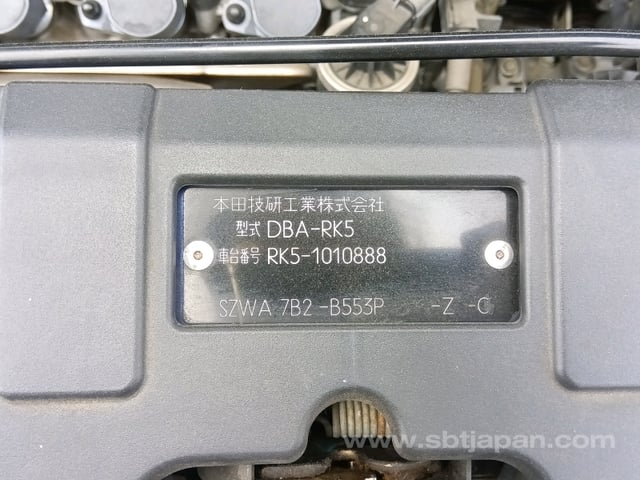 本田技研工業株式会社
型式 DBA-RK5
車台番号 RK5-1010888
SZWA 7B2 -B553P -Z -C
www.sbtjapan.com